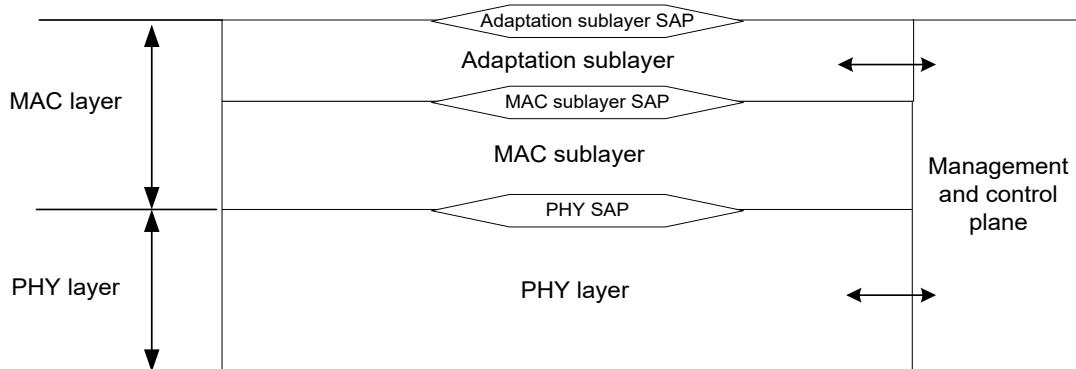 Adaptation sublayer SAP
Adaptation sublayer
MAC layer
MAC sublayer SAP
MAC sublayer
Management
and control
plane
PHY SAP
PHY layer
PHY layer